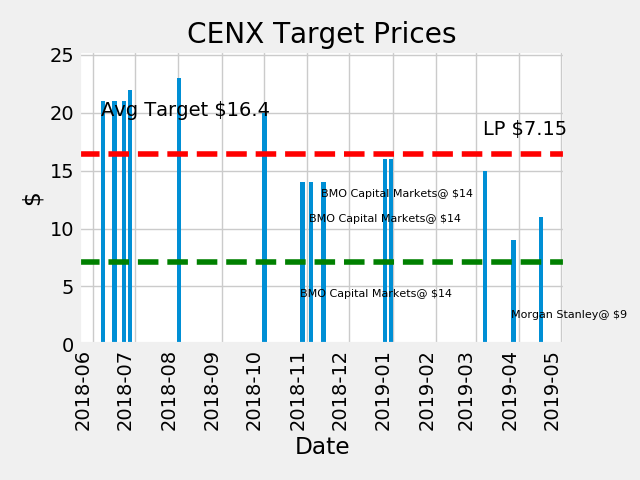 CENX Target Prices
25
20
15
10
5
0
$
Avg Target $16.4
LP $7.15
BMO Capital Markets@ $14
BMO Capital Markets@ $14
BMO Capital Markets@ $14
Morgan Stanley@ $9
2018-06
2018-07
2018-08
2018-09
2018-10
2018-11
2018-12
2019-01
2019-02
2019-03
2019-04
2019-05
Date